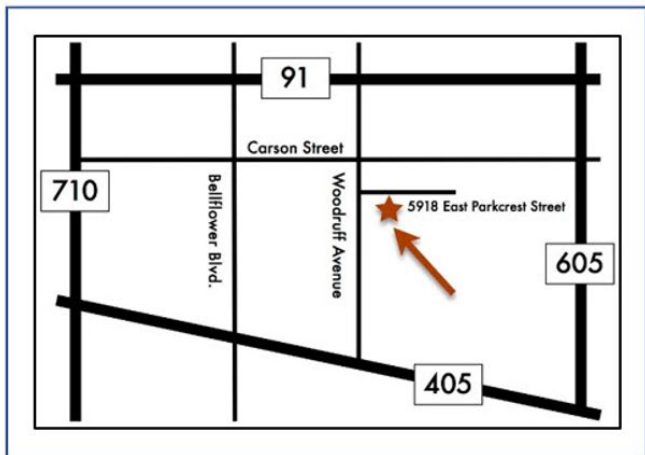 91
Carson Street
710
Bellflower Blvd.
Woodruff Avenue
5918 East Parkcrest Street
605
405